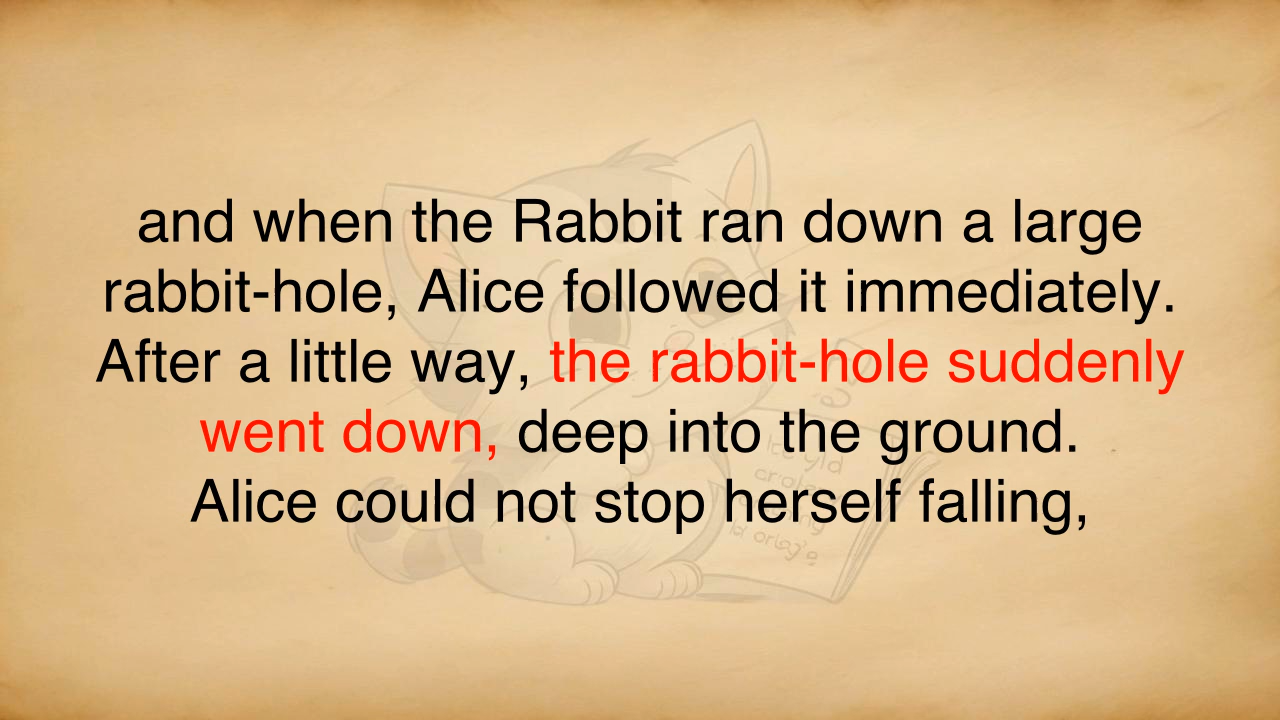 and when the Rabbit ran down a large
rabbit-hole, Alice followed it immediately.
After a little way, the rabbit-hole suddenly
went down, deep into the ground.
Alice could not stop herself falling,